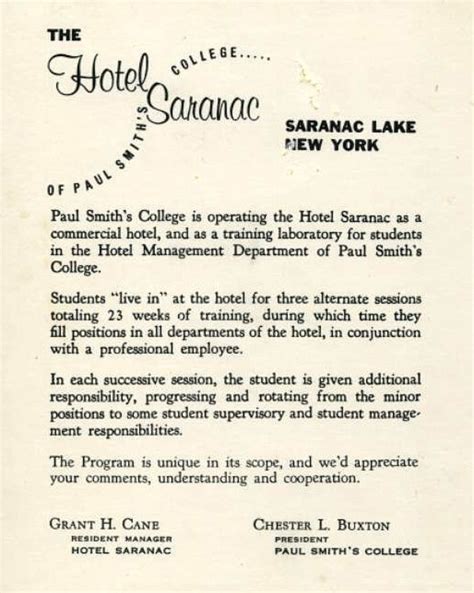 THE
Hotel Saranac
OF PAUL SMITH'S COLLEGE.....
SARANAC LAKE
NEW YORK
Paul Smith's College is operating the Hotel Saranac as a
commercial hotel, and as a training laboratory for students
in the Hotel Management Department of Paul Smith's
College.
Students "live in" at the hotel for three alternate sessions
totaling 23 weeks of training, during which time they
fill positions in all departments of the hotel, in conjunction
with a professional employee.
In each successive session, the student is given additional
responsibility, progressing and rotating from the minor
positions to some student supervisory and student manage-
ment responsibilities.
The Program is unique in its scope, and we'd appreciate
your comments, understanding and cooperation.
GRANT H. CANE
RESIDENT MANAGER
HOTEL SARANAC
CHESTER L. BUXTON
PRESIDENT
PAUL SMITH'S COLLEGE